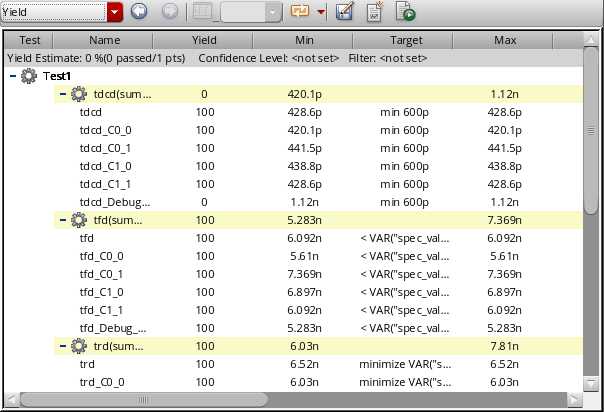 Yield
Test Name Yield Min Target Max
Yield Estimate: 0 %(0 passed/1 pts) Confidence Level: <not set> Filter: <not set>
Test1
tdcd(sum... 0 420.1p 1.12n
tdcd 100 428.6p min 600p 428.6p
tdcd_C0_0 100 420.1p min 600p 420.1p
tdcd_C0_1 100 441.5p min 600p 441.5p
tdcd_C1_0 100 438.8p min 600p 438.8p
tdcd_C1_1 100 428.6p min 600p 428.6p
tdcd_Debug_... 0 1.12n min 600p 1.12n
tfd(sum... 100 5.283n 7.369n
tfd 100 6.092n < VAR("spec_val... 6.092n
tfd_C0_0 100 5.61n < VAR("spec_val... 5.61n
tfd_C0_1 100 7.369n < VAR("spec_val... 7.369n
tfd_C1_0 100 6.897n < VAR("spec_val... 6.897n
tfd_C1_1 100 6.092n < VAR("spec_val... 6.092n
tfd_Debug_... 100 5.283n < VAR("spec_val... 5.283n
trd(sum... 100 6.03n 7.81n
trd 100 6.52n minimize VAR("s... 6.52n
trd_C0_0 100 6.03n minimize VAR("s... 6.03n